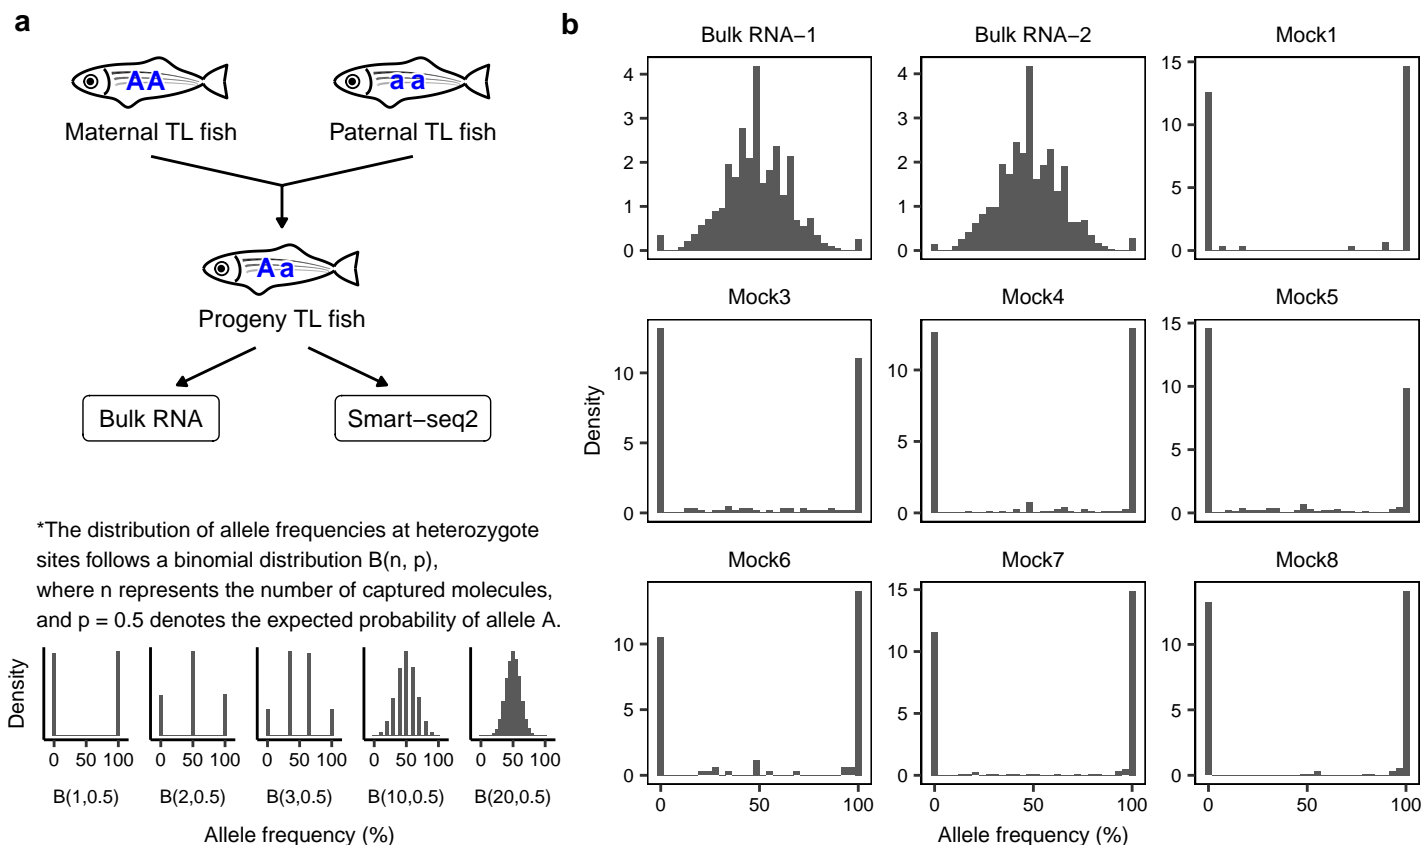 a
AA
a a
Maternal TL fish
Paternal TL fish
A a
Progeny TL fish
Bulk RNA
Smart−seq2
*The distribution of allele frequencies at heterozygote
sites follows a binomial distribution B(n, p),
where n represents the number of captured molecules,
and p = 0.5 denotes the expected probability of allele A.
Density
0 50 100
0 50 100
0 50 100
0 50 100
0 50 100
B(1,0.5)
B(2,0.5)
B(3,0.5)
B(10,0.5)
B(20,0.5)
Allele frequency (%)
b
Bulk RNA−1
4
3
2
1
0
Bulk RNA−2
4
3
2
1
0
Mock1
15
10
5
0
Density
Mock3
10
5
0
Mock4
10
5
0
Mock5
15
10
5
0
Mock6
10
5
0
0 50 100
Mock7
15
10
5
0
0 50 100
Mock8
10
5
0
0 50 100
Allele frequency (%)